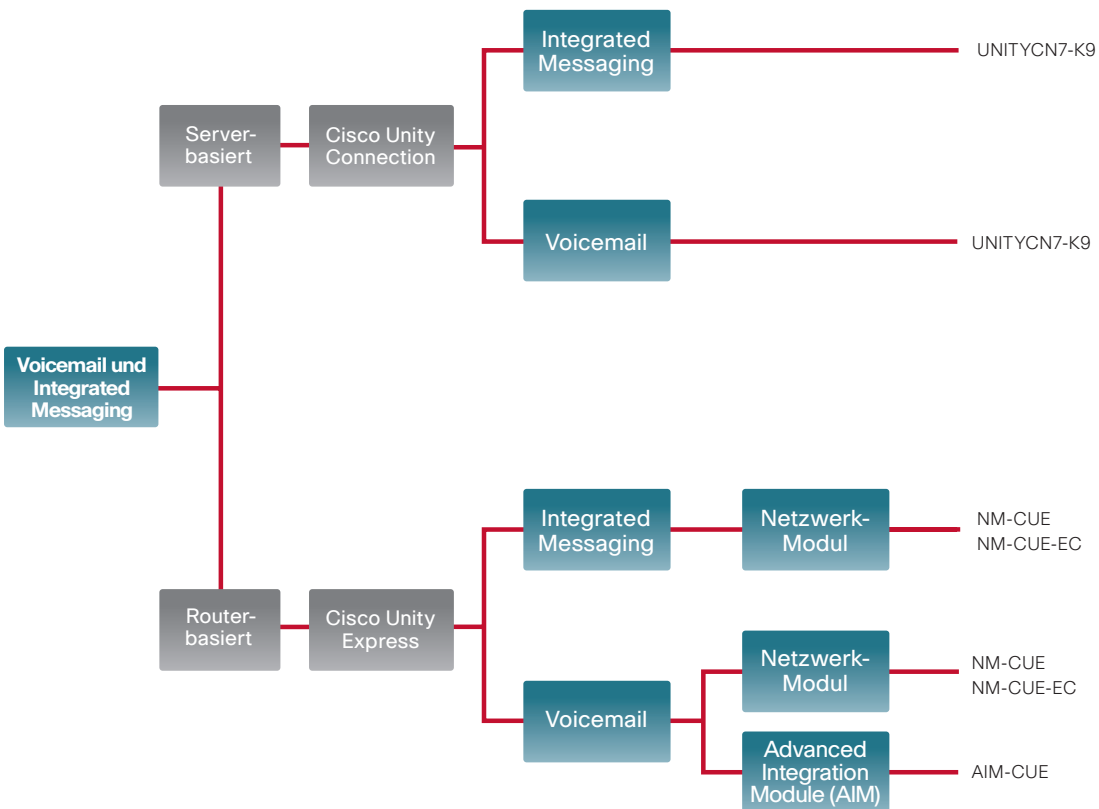 Integrated
Messaging
UNITYCN7-K9
Server-
basiert
Cisco Unity
Connection
Voicemail
UNITYCN7-K9
Voicemail und
Integrated
Messaging
Integrated
Messaging
Netzwerk-
Modul
NM-CUE
NM-CUE-EC
Router-
basiert
Cisco Unity
Express
Voicemail
Netzwerk-
Modul
NM-CUE
NM-CUE-EC
Advanced
Integration
Module (AIM)
AIM-CUE